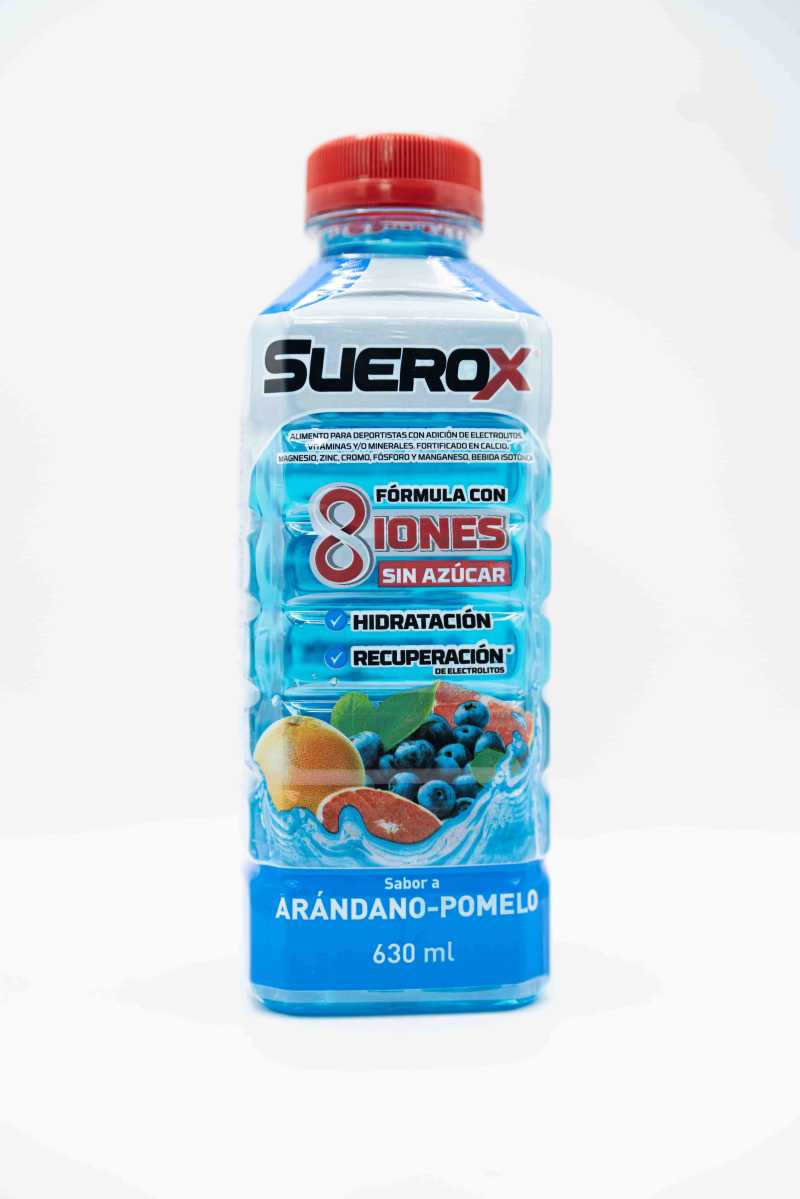 SUEROX
ALIMENTO PARA DEPORTISTAS CON ADICIÓN DE ELECTROLITOS,
VITAMINAS Y/O MINERALES. FORTIFICADO EN CALCIO,
MAGNESIO, ZINC, CROMO, FÓSFORO Y MANGANESO, BEBIDA ISOTÓNICA
FÓRMULA CON
8 IONES
SIN AZÚCAR
HIDRATACIÓN
RECUPERACIÓN*
DE ELECTROLITOS
Sabor a
ARÁNDANO-POMELO
630 ml